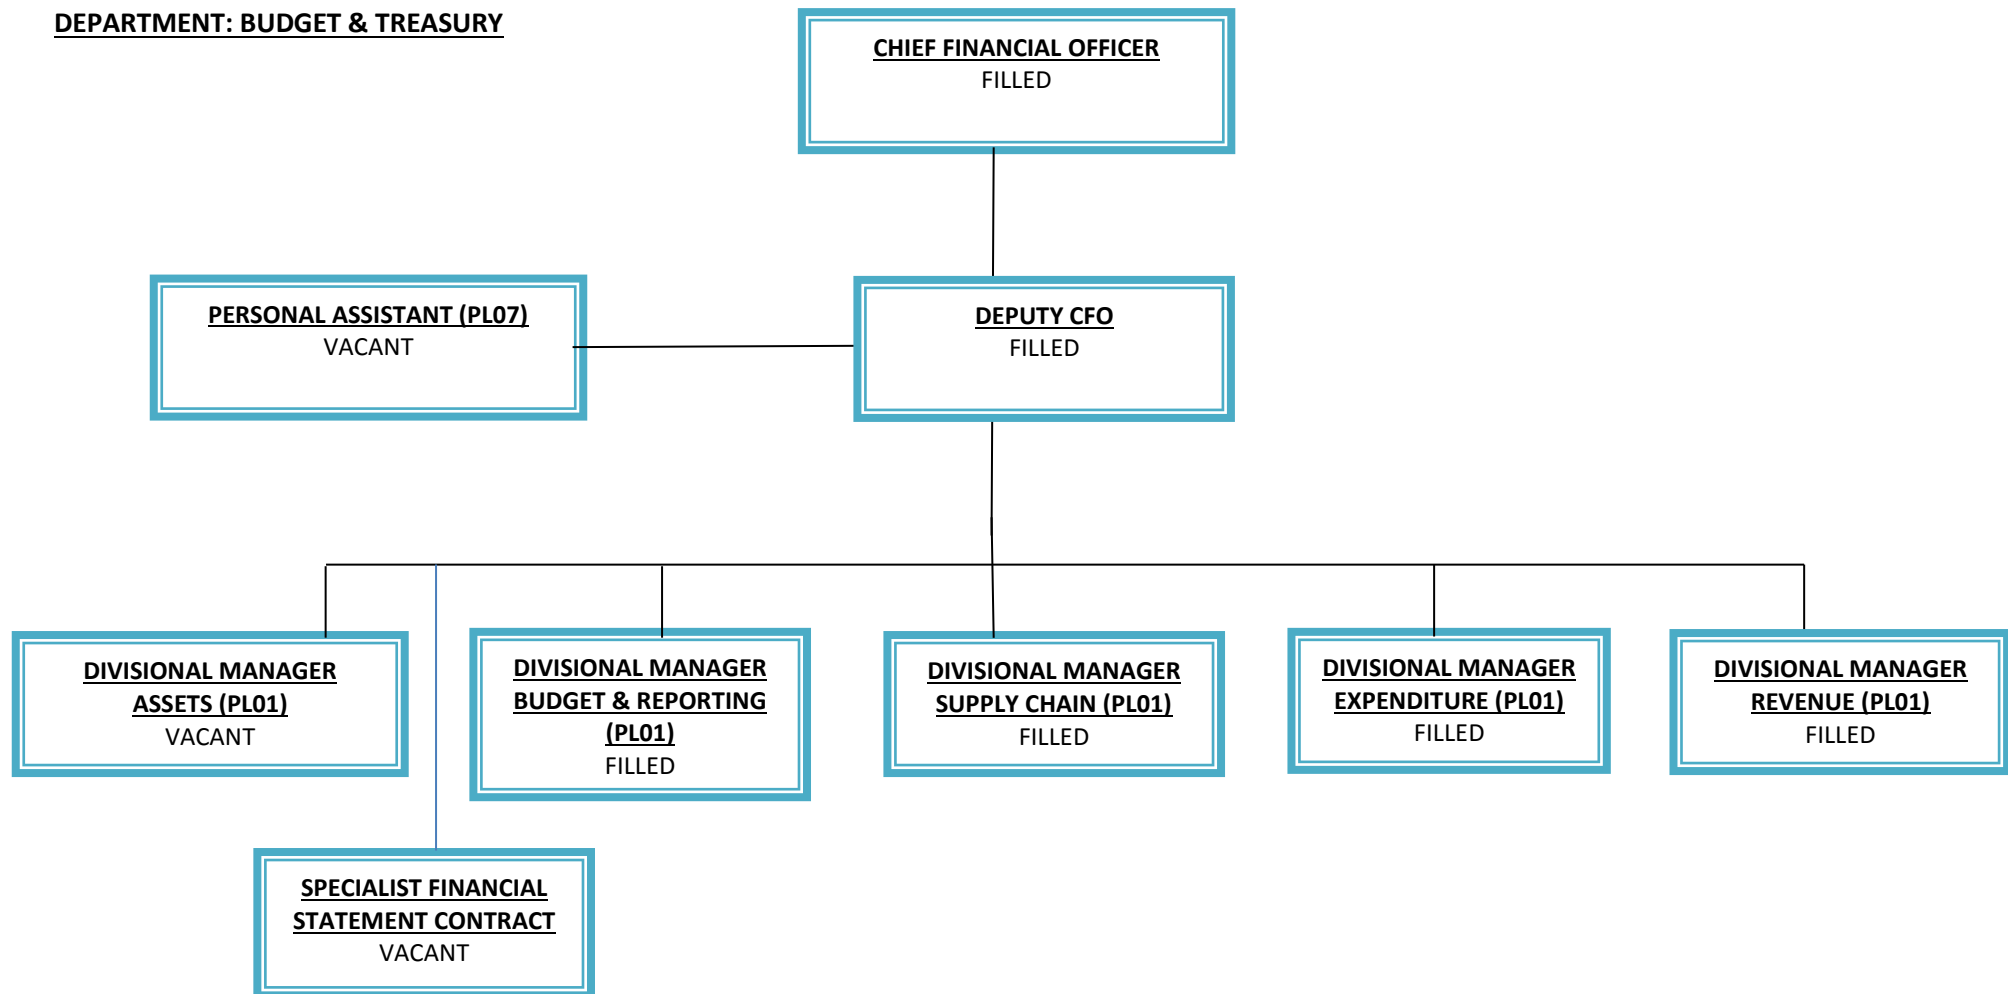 DEPARTMENT: BUDGET & TREASURY
CHIEF FINANCIAL OFFICER
FILLED
PERSONAL ASSISTANT (PL07)
VACANT
DEPUTY CFO
FILLED
DIVISIONAL MANAGER
ASSETS (PL01)
VACANT
DIVISIONAL MANAGER
BUDGET & REPORTING
(PL01)
FILLED
DIVISIONAL MANAGER
SUPPLY CHAIN (PL01)
FILLED
DIVISIONAL MANAGER
EXPENDITURE (PL01)
FILLED
DIVISIONAL MANAGER
REVENUE (PL01)
FILLED
SPECIALIST FINANCIAL
STATEMENT CONTRACT
VACANT